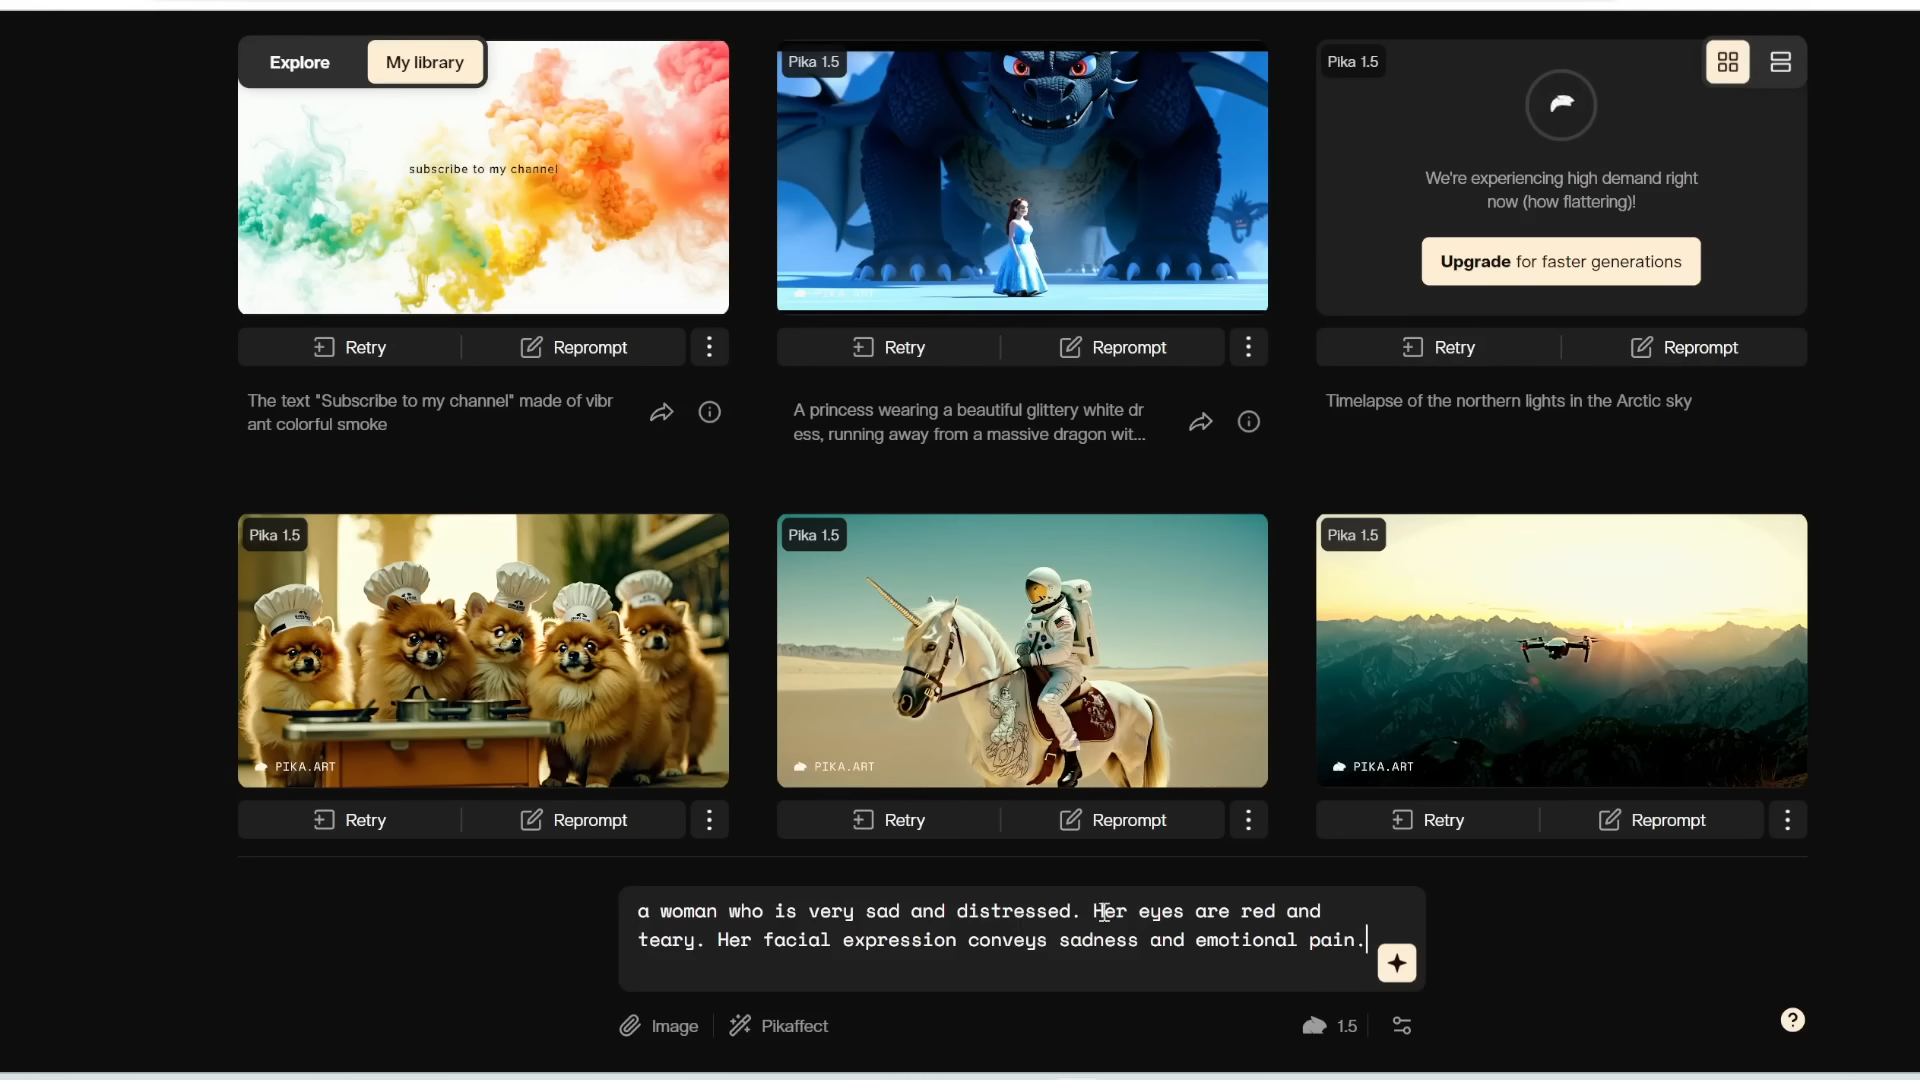 Explore
My library
subscribe to my channel
Pika 1.5
PIKA.ART
Pika 1.5
We're experiencing high demand right
now (how flattering)!
Upgrade for faster generations
Retry
Reprompt
Retry
Reprompt
Retry
Reprompt
The text "Subscribe to my channel" made of vibr
ant colorful smoke
A princess wearing a beautiful glittery white dr
ess, running away from a massive dragon wit...
Timelapse of the northern lights in the Arctic sky
Pika 1.5
PIKA.ART
Pika 1.5
PIKA.ART
Pika 1.5
PIKA.ART
Retry
Reprompt
Retry
Reprompt
Retry
Reprompt
a woman who is very sad and distressed. Her eyes are red and
teary. Her facial expression conveys sadness and emotional pain.
Image
Pikaffect
1.5
?